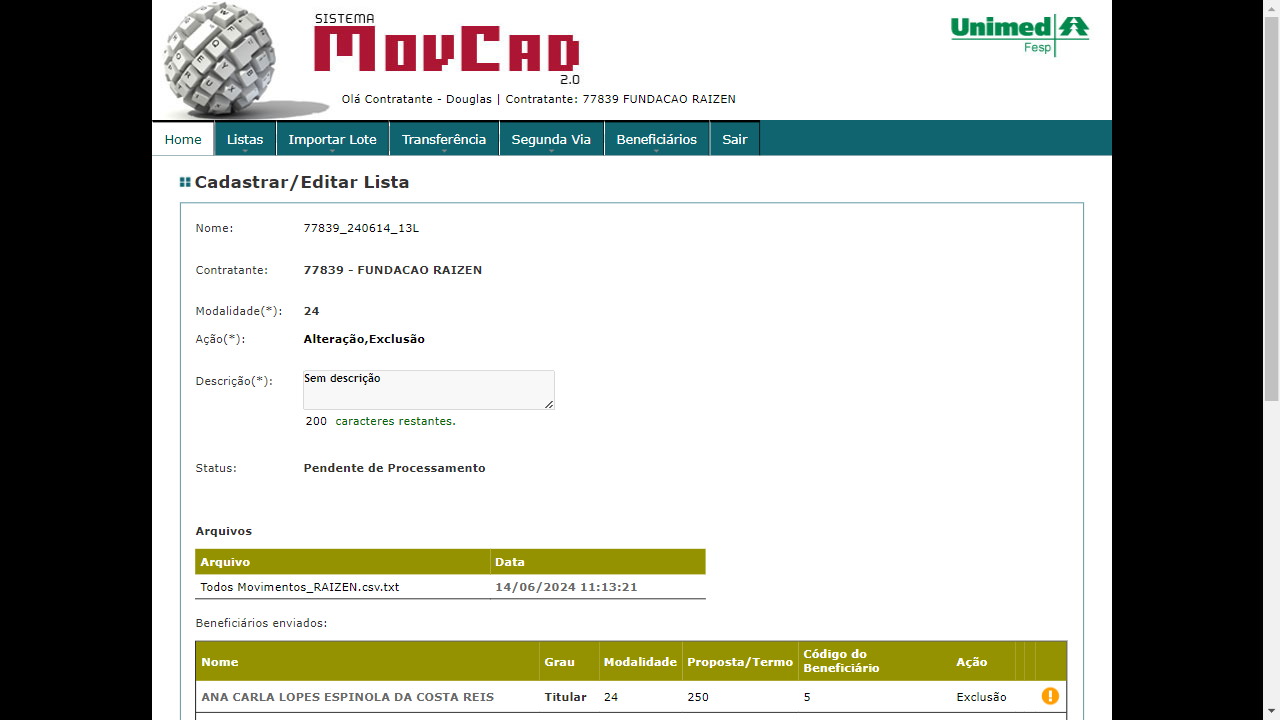 SISTEMA
MovCad
2.0
Unimed
Fesp
Olá Contratante - Douglas | Contratante: 77839 FUNDACAO RAIZEN
Home Listas Importar Lote Transferência Segunda Via Beneficiários Sair
Cadastrar/Editar Lista
Nome: 77839_240614_13L
Contratante: 77839 - FUNDACAO RAIZEN
Modalidade(*): 24
Ação(*): Alteração,Exclusão
Descrição(*): Sem descrição
200 caracteres restantes.
Status: Pendente de Processamento
Arquivos
Arquivo Data
Todos Movimentos_RAIZEN.csv.txt 14/06/2024 11:13:21
Beneficiários enviados:
Nome Grau Modalidade Proposta/Termo Código do Beneficiário Ação
ANA CARLA LOPES ESPINOLA DA COSTA REIS Titular 24 250 5 Exclusão